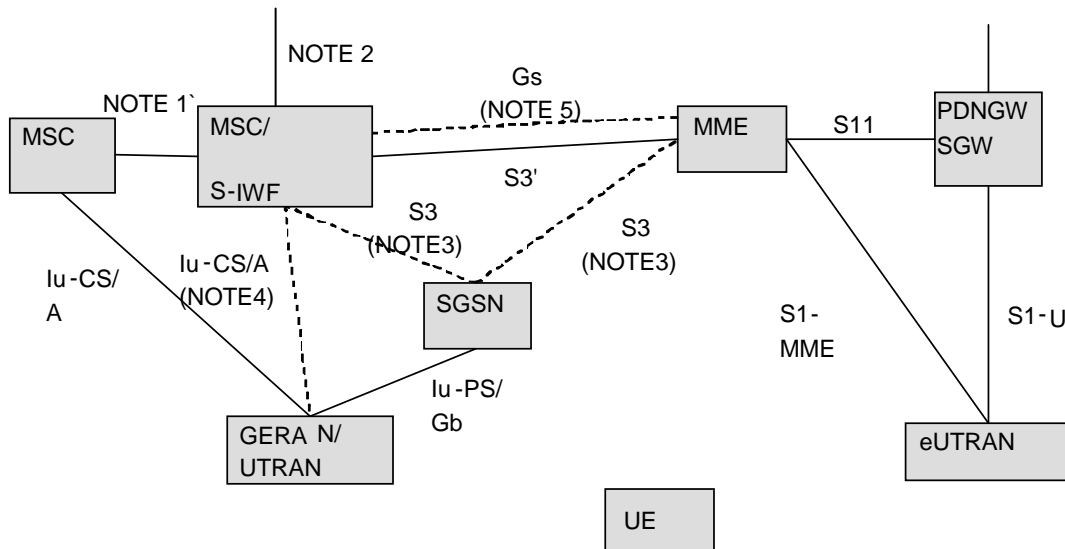 NOTE 2
Gs
(NOTE 5)
NOTE 1`
MSC
MSC/
S-IWF
MME
S11
PDNGW
SGW
S3'
S3
(NOTE3)
S3
(NOTE3)
Iu-CS/
A
Iu-CS/A
(NOTE4)
SGSN
S1-
MME
S1-U
Iu-PS/
Gb
GERA N/
UTRAN
eUTRAN
UE